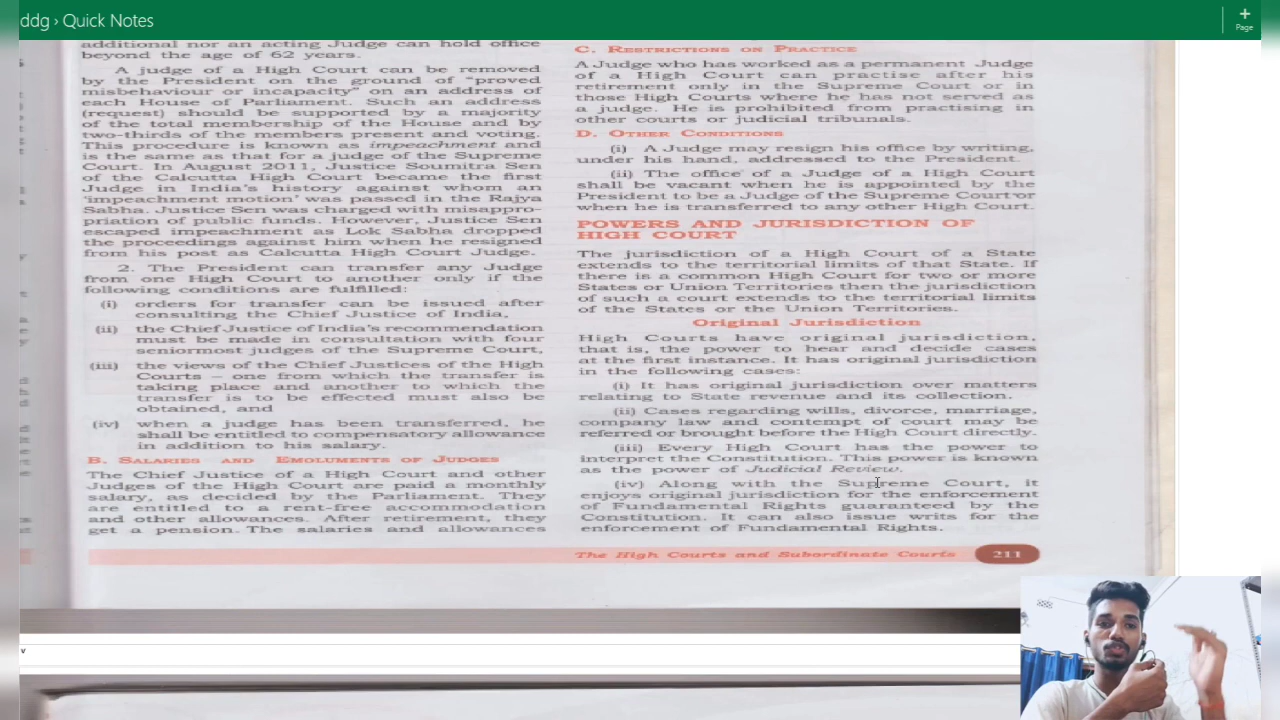 ddg › Quick Notes
+
Page
additional nor an acting Judge can hold office
beyond the age of 62 years.
A judge of a High Court can be removed
by the President on the ground of "proved
misbehaviour or incapacity" on an address of
each House of Parliament. Such an address
(request) should be supported by a majority
of the total membership of the House and by
two-thirds of the members present and voting.
This procedure is known as impeachment and
is the same as that for a judge of the Supreme
Court. In August 2011, Justice Soumitra Sen
of the Calcutta High Court became the first
Judge in India's history against whom an
'impeachment motion' was passed in the Rajya
Sabha. Justice Sen was charged with misappro-
priation of public funds. However, Justice Sen
escaped impeachment as Lok Sabha dropped
the proceedings against him when he resigned
from his post as Calcutta High Court Judge.
2. The President can transfer any Judge
from one High Court to another only if the
following conditions are fulfilled:
(i) orders for transfer can be issued after
consulting the Chief Justice of India,
(ii) the Chief Justice of India's recommendation
must be made in consultation with four
seniormost judges of the Supreme Court,
(iii) the views of the Chief Justices of the High
Courts – one from which the transfer is
taking place and another to which the
transfer is to be effected must also be
obtained, and
(iv) when a judge has been transferred, he
shall be entitled to compensatory allowance
in addition to his salary.
B. SALARIES AND EMOLUMENTS OF JUDGES
The Chief Justice of a High Court and other
Judges of the High Court are paid a monthly
salary, as decided by the Parliament. They
are entitled to a rent-free accommodation
and other allowances. After retirement, they
get a pension. The salaries and allowances
C. RESTRICTIONS ON PRACTICE
A Judge who has worked as a permanent Judge
of a High Court can practise after his
retirement only in the Supreme Court or in
those High Courts where he has not served as
a judge. He is prohibited from practising in
other courts or judicial tribunals.
D. OTHER CONDITIONS
(i) A Judge may resign his office by writing,
under his hand, addressed to the President.
(ii) The office of a Judge of a High Court
shall be vacant when he is appointed by the
President to be a Judge of the Supreme Court or
when he is transferred to any other High Court.
POWERS AND JURISDICTION OF
HIGH COURT
The jurisdiction of a High Court of a State
extends to the territorial limits of that State. If
there is a common High Court for two or more
States or Union Territories then the jurisdiction
of such a court extends to the territorial limits
of the States or the Union Territories.
Original Jurisdiction
High Courts have original jurisdiction,
that is, the power to hear and decide cases
at the first instance. It has original jurisdiction
in the following cases:
(i) It has original jurisdiction over matters
relating to State revenue and its collection.
(ii) Cases regarding wills, divorce, marriage,
company law and contempt of court may be
referred or brought before the High Court directly.
(iii) Every High Court has the power to
interpret the Constitution. This power is known
as the power of Judicial Review.
(iv) Along with the Supreme Court, it
enjoys original jurisdiction for the enforcement
of Fundamental Rights guaranteed by the
Constitution. It can also issue writs for the
enforcement of Fundamental Rights.
The High Courts and Subordinate Courts 211